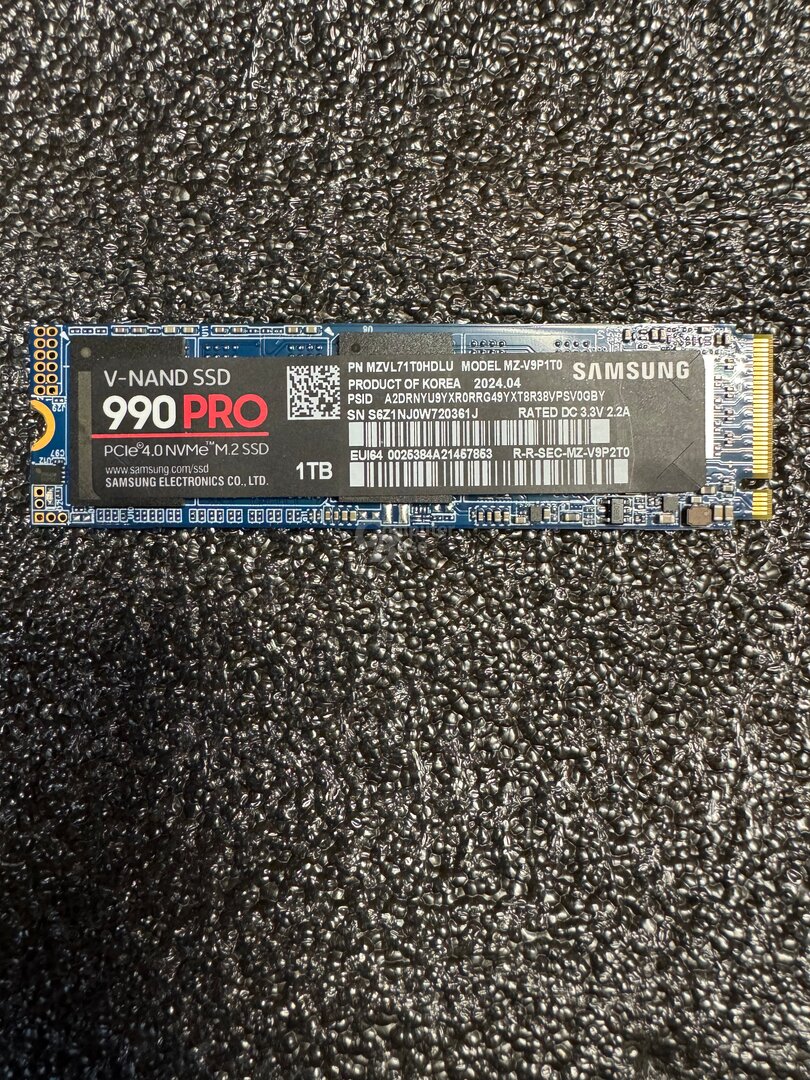 V-NAND SSD
990 PRO
PCIe®4.0 NVMe™M.2 SSD
www.samsung.com/ssd
SAMSUNG ELECTRONICS CO., LTD.
1TB
PN MZVL71T0HDLU MODEL MZ-V9P1T0
PRODUCT OF KOREA 2024.04
PSID A2DRNYU9YXR0RRG49YXT8R38VPSV0GBY
SN S6Z1NJ0W720361J RATED DC 3.3V 2.2A
EUI64 0025384A21457863 R-R-SEC-MZ-V9P2T0
SAMSUNG